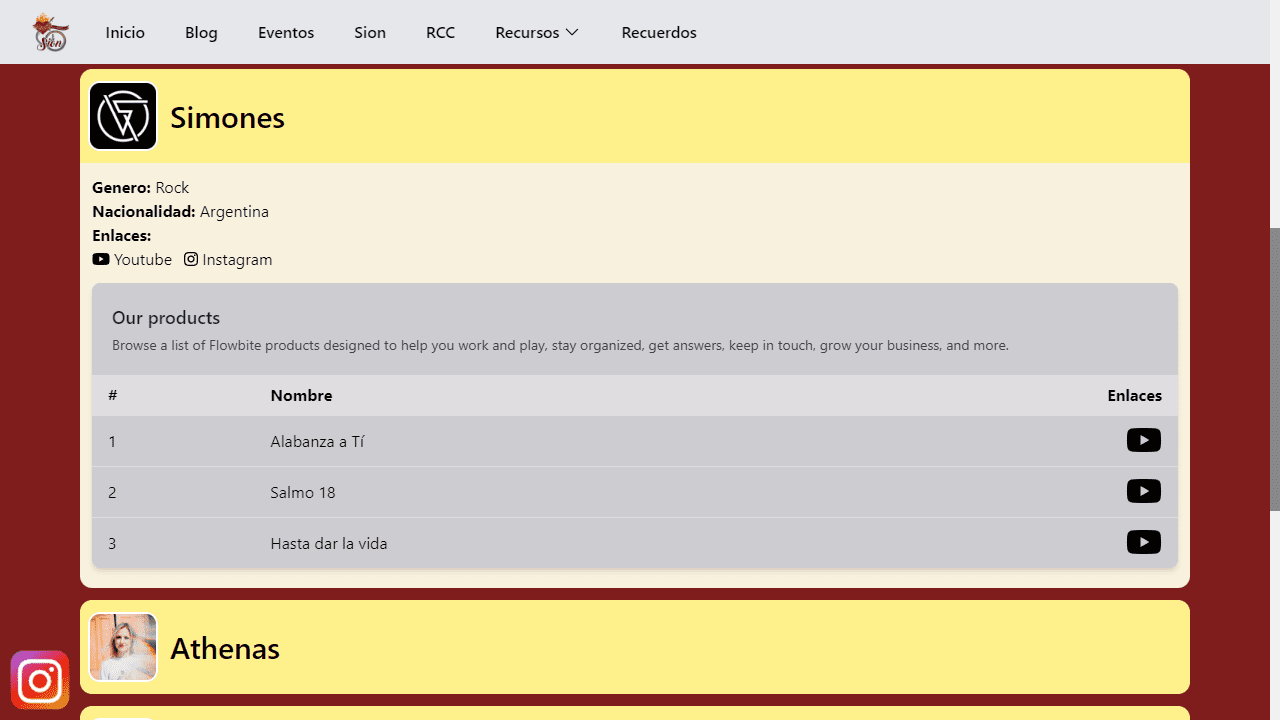 Sion
Inicio
Blog
Eventos
Sion
RCC
Recursos
Recuerdos
Simones
Genero: Rock
Nacionalidad: Argentina
Enlaces:
Youtube Instagram
Our products
Browse a list of Flowbite products designed to help you work and play, stay organized, get answers, keep in touch, grow your business, and more.
# Nombre Enlaces
1 Alabanza a Tí
2 Salmo 18
3 Hasta dar la vida
Athenas